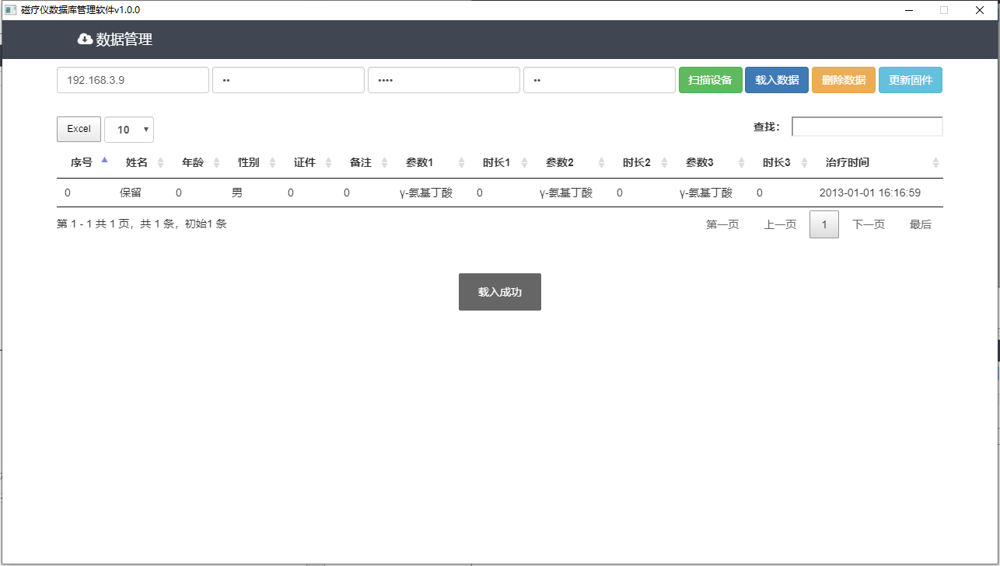 磁疗仪数据库管理软件v1.0.0
数据管理
192.168.3.9 •• •••• •• 扫描设备 载入数据 删除数据 更新固件
Excel 10 查找：
序号 姓名 年龄 性别 证件 备注 参数1 时长1 参数2 时长2 参数3 时长3 治疗时间
0 保留 0 男 0 0 γ-氨基丁酸 0 γ-氨基丁酸 0 γ-氨基丁酸 0 2013-01-01 16:16:59
第 1 - 1 共 1 页，共 1 条，初始1 条 第一页 上一页 1 下一页 最后
载入成功